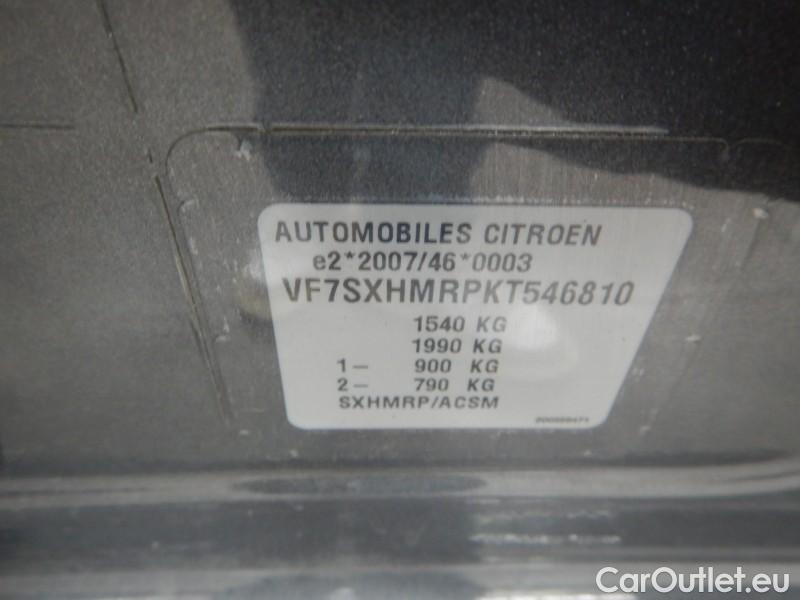 AUTOMOBILES CITROEN
e2*2007/46*0003
VF7SXHMRPKT546810
1540 KG
1990 KG
1– 900 KG
2– 790 KG
SXHMRP/ACSM
CarOutlet.eu